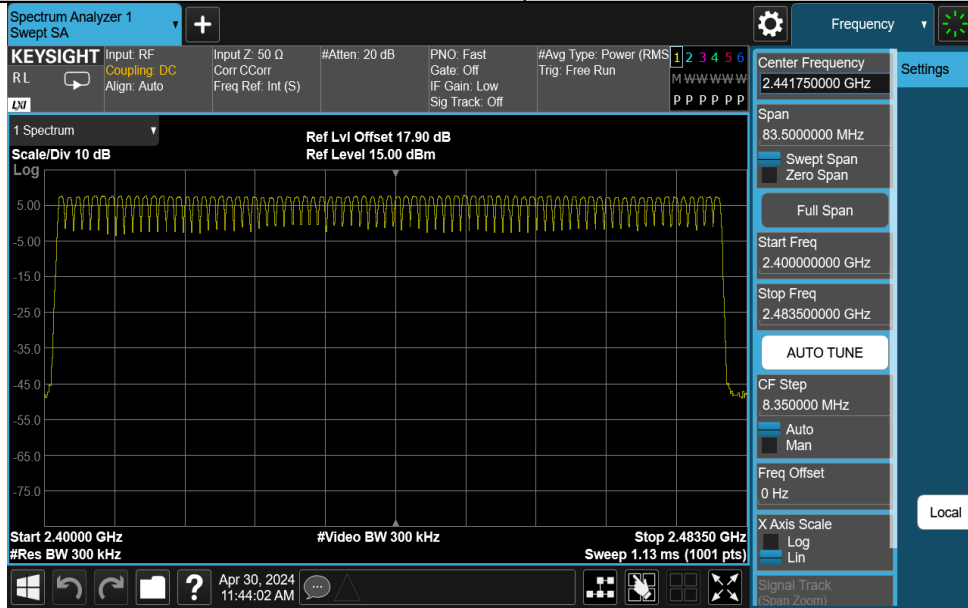 Spectrum Analyzer 1
Swept SA
Frequency
KEYSIGHT
RL
LXI
Input: RF
Coupling: DC
Align: Auto
Input Z: 50 Ω
Corr CCorr
Freq Ref: Int (S)
#Atten: 20 dB
PNO: Fast
Gate: Off
IF Gain: Low
Sig Track: Off
#Avg Type: Power (RMS
Trig: Free Run
1 2 3 4 5 6
M W W W W W
P P P P P P
1 Spectrum
Scale/Div 10 dB
Log
Ref Lvl Offset 17.90 dB
Ref Level 15.00 dBm
5.00
-5.00
-15.0
-25.0
-35.0
-45.0
-55.0
-65.0
-75.0
Start 2.40000 GHz
#Res BW 300 kHz
#Video BW 300 kHz
Stop 2.48350 GHz
Sweep 1.13 ms (1001 pts)
Center Frequency
2.441750000 GHz
Settings
Span
83.5000000 MHz
Swept Span
Zero Span
Full Span
Start Freq
2.400000000 GHz
Stop Freq
2.483500000 GHz
AUTO TUNE
CF Step
8.350000 MHz
Auto
Man
Freq Offset
0 Hz
X Axis Scale
Log
Lin
Local
Signal Track
(Span Zoom)
?
Apr 30, 2024
11:44:02 AM